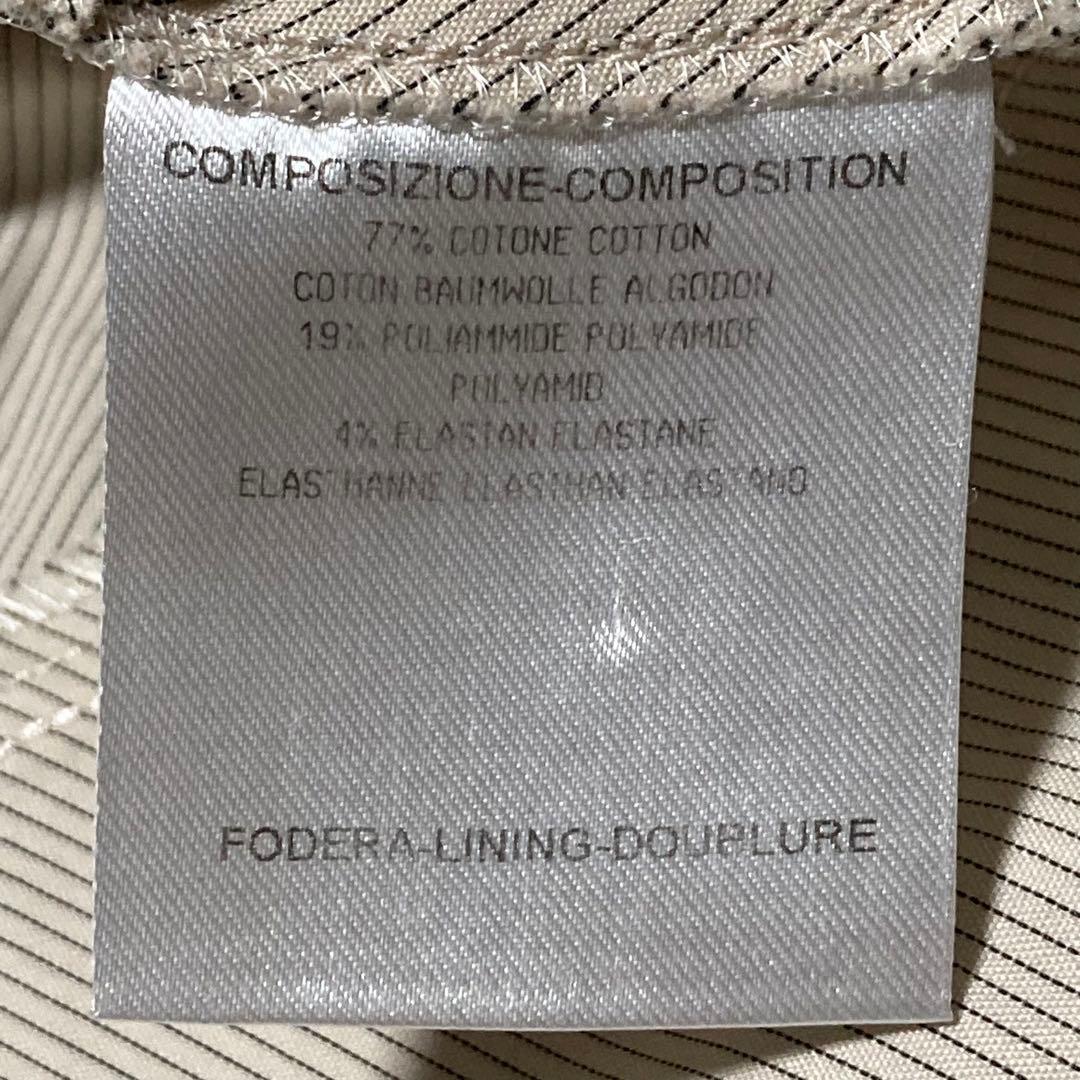 COMPOSIZIONE-COMPOSITION
77% COTONE COTTON
COTON BAUMWOLLE ALGODON
19% POLIAMMIDE POLYAMIDE
POLYAMID
4% ELASTAN ELASTANE
ELASTHANNE ELASTHAN ELASTANO
FODERA-LINING-DOUPLURE